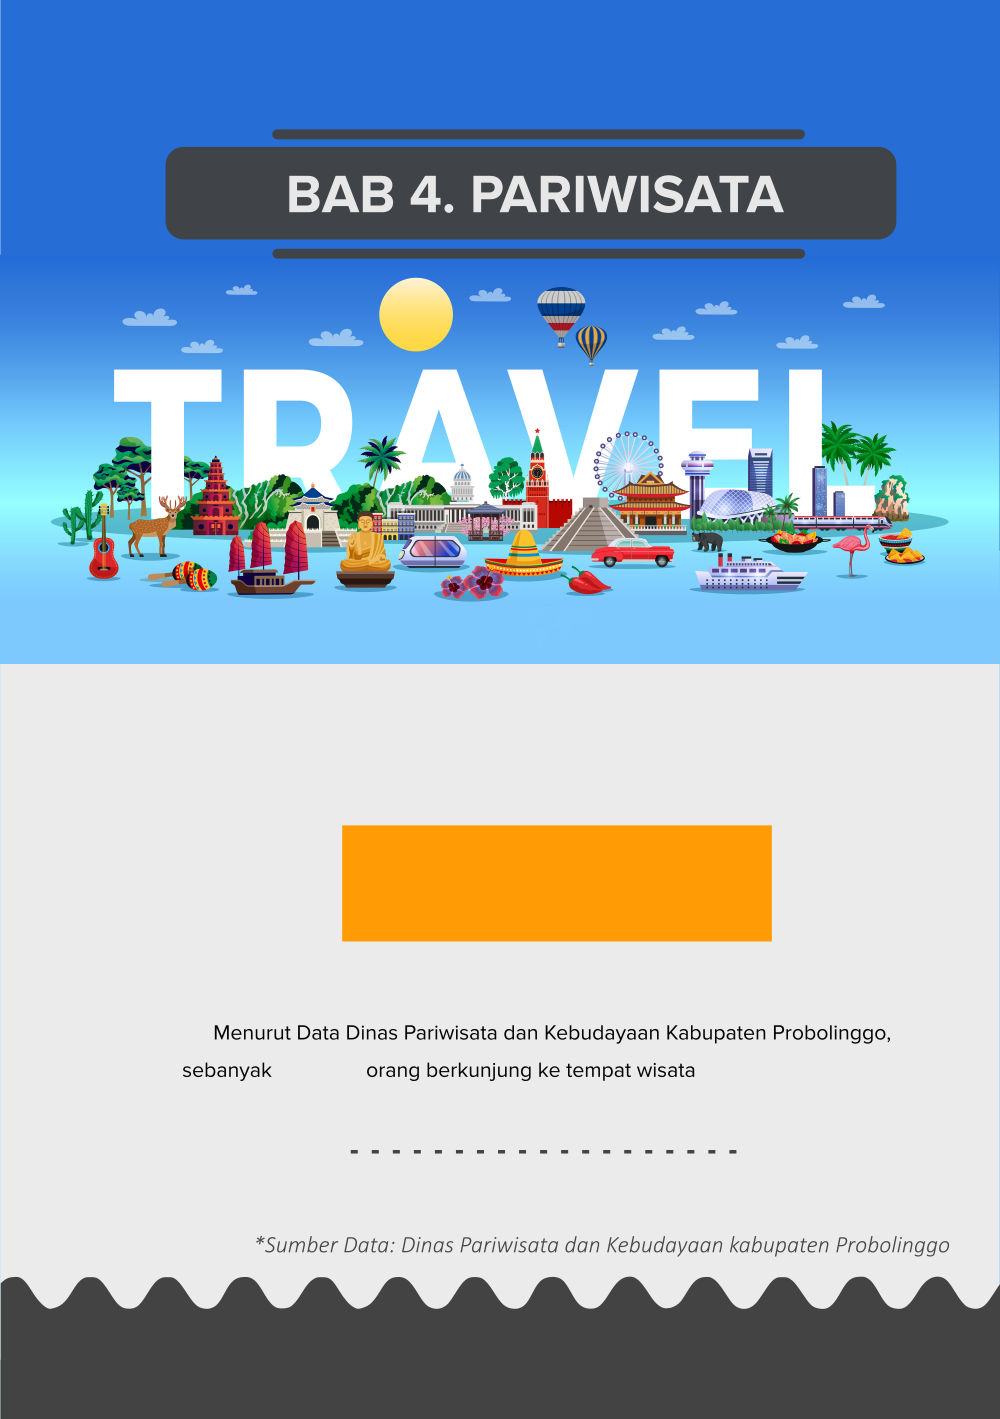 BAB 4. PARIWISATA
TRAVEL
Menurut Data Dinas Pariwisata dan Kebudayaan Kabupaten Probolinggo,
sebanyak orang berkunjung ke tempat wisata
*Sumber Data: Dinas Pariwisata dan Kebudayaan kabupaten Probolinggo